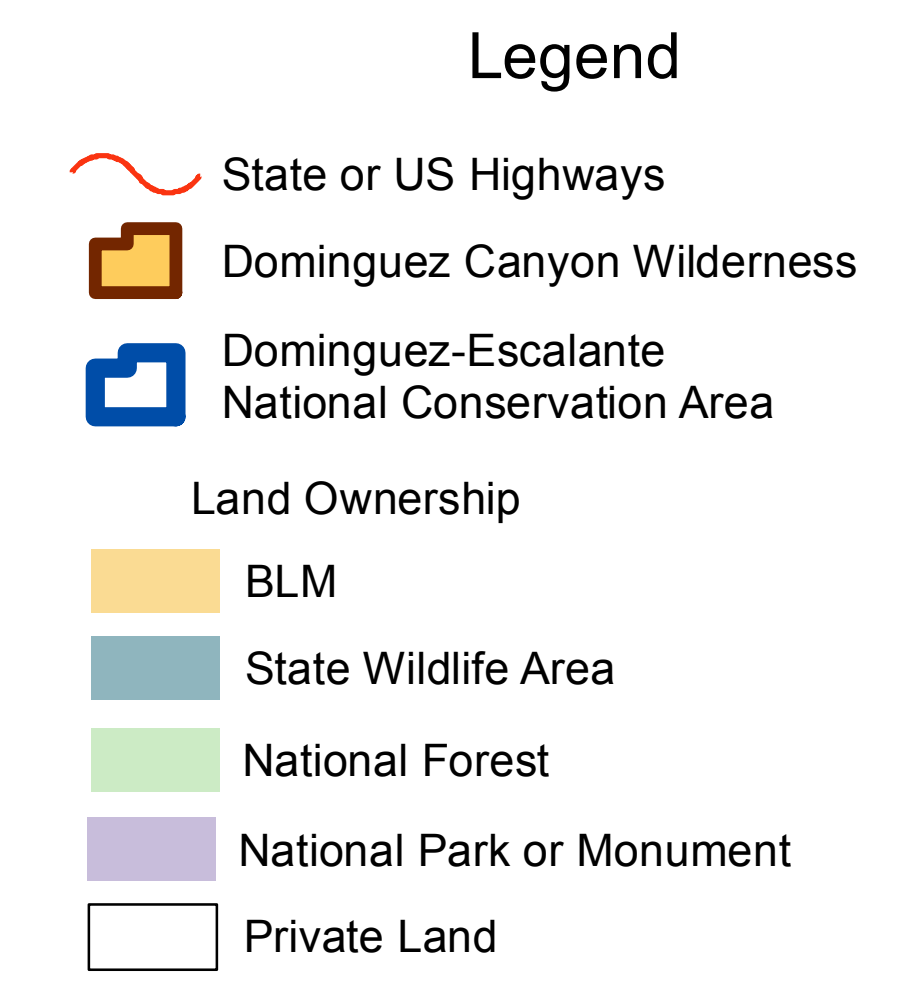 Legend
State or US Highways
Dominguez Canyon Wilderness
Dominguez-Escalante
National Conservation Area
Land Ownership
BLM
State Wildlife Area
National Forest
National Park or Monument
Private Land